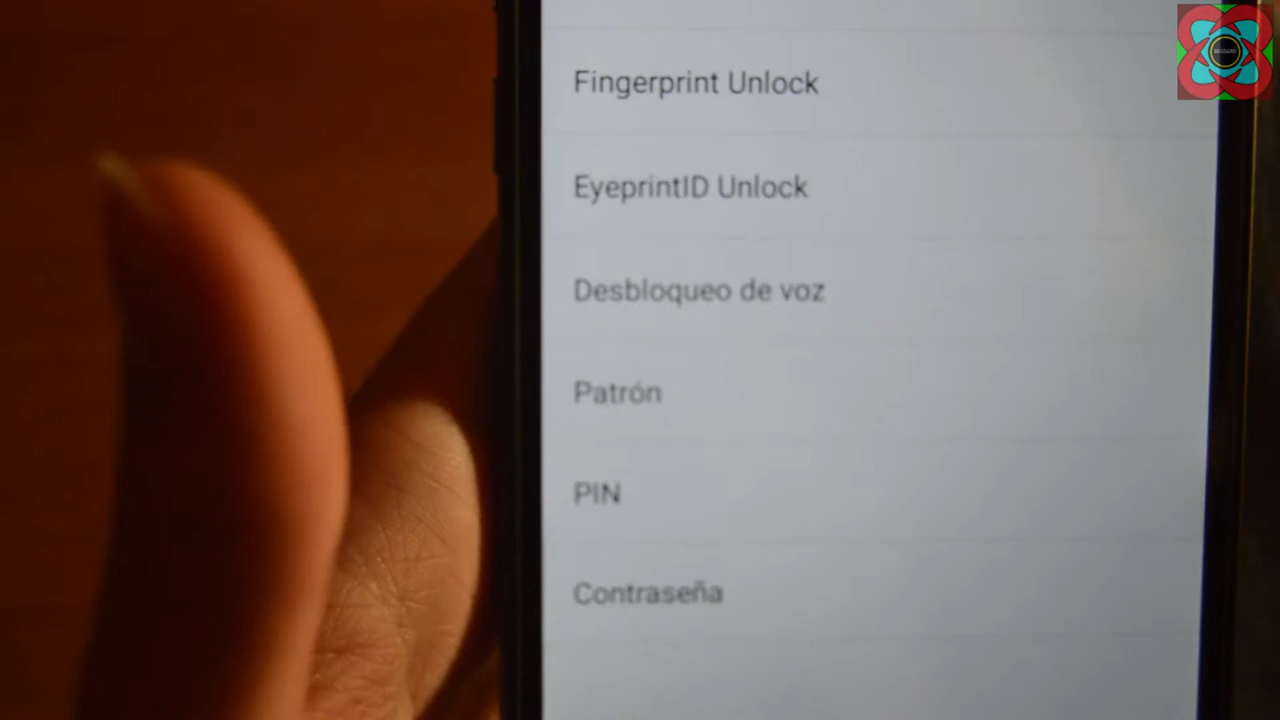 Fingerprint Unlock
EyeprintID Unlock
Desbloqueo de voz
Patrón
PIN
Contraseña